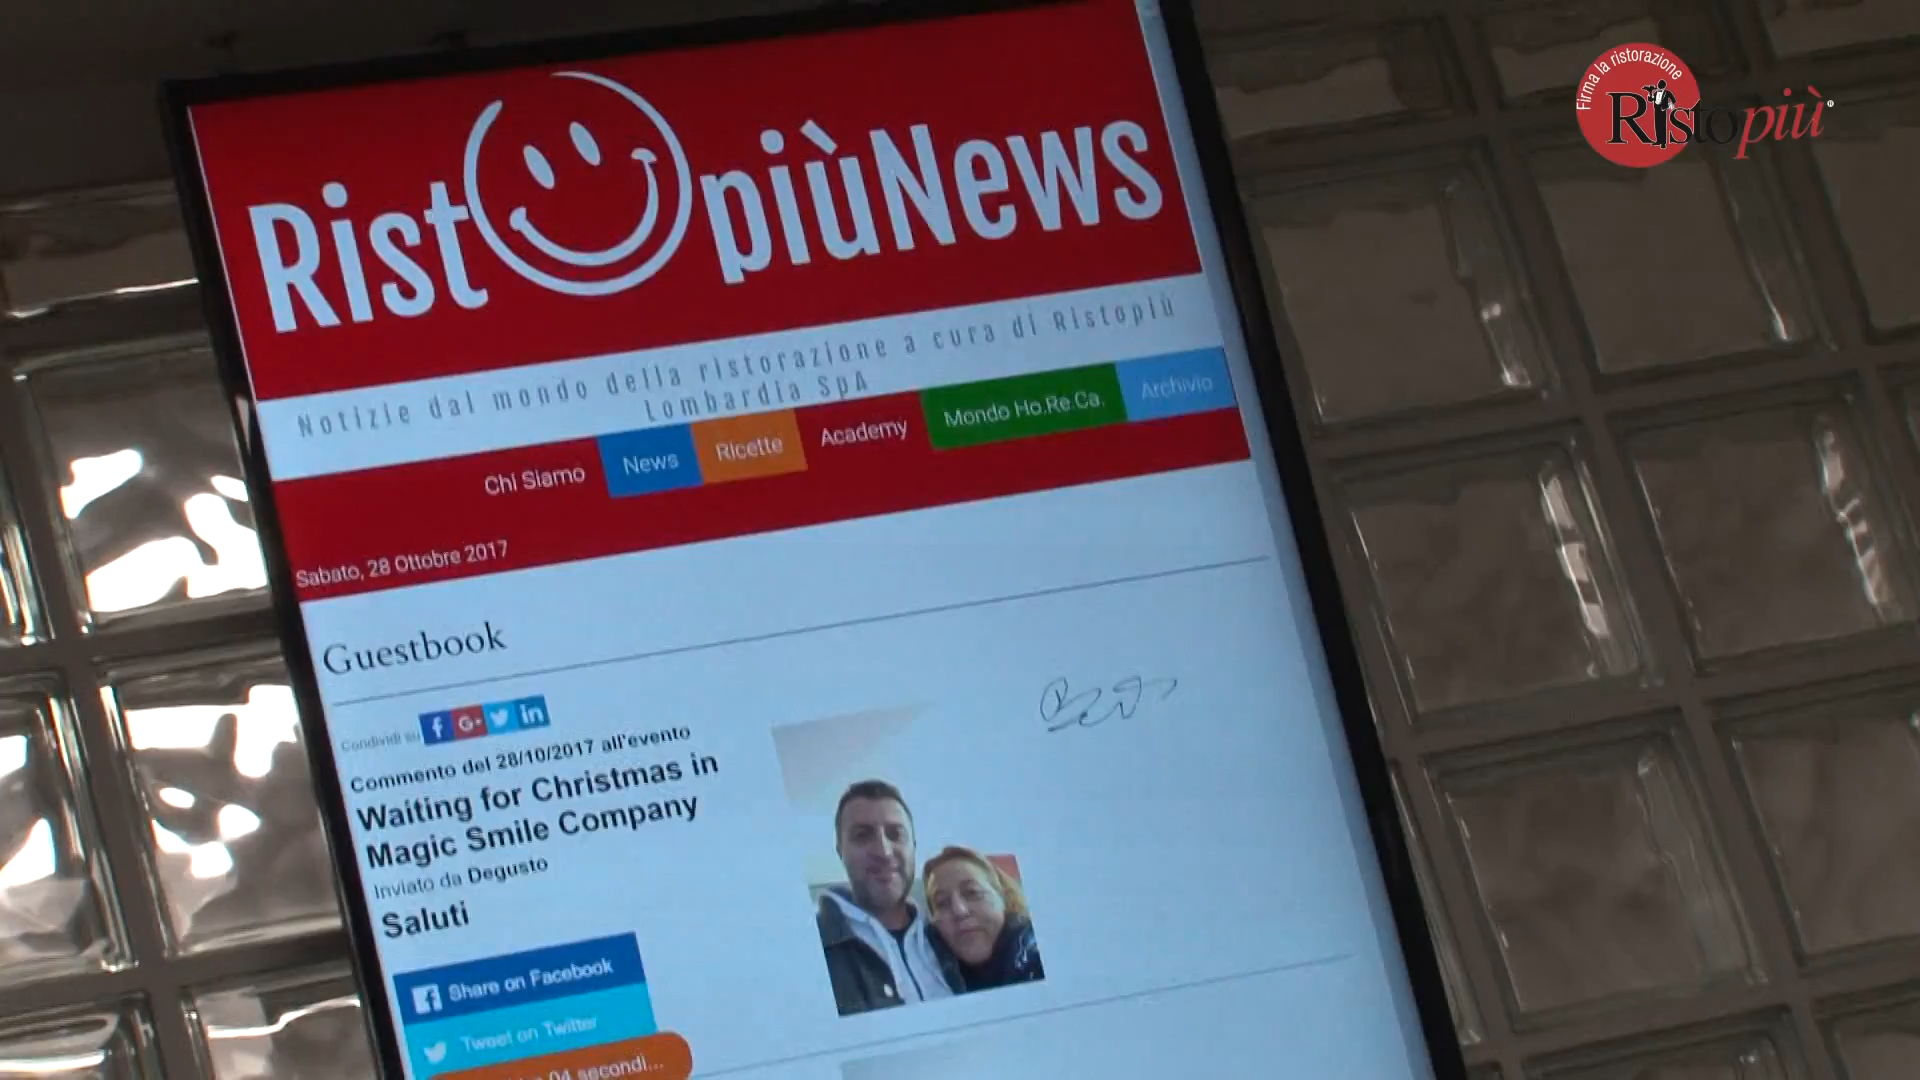 Firma la ristorazione
Ristopiù
RistopiùNews
Notizie dal mondo della ristorazione a cura di Ristopiù
Lombardia SpA
Chi Siamo News Ricette Academy Mondo Ho.Re.Ca. Archivio
Sabato, 28 Ottobre 2017
Guestbook
Condividi su
Commento del 28/10/2017 all'evento
Waiting for Christmas in
Magic Smile Company
Inviato da Degusto
Saluti
Share on Facebook
Tweet on Twitter
04 secondi...